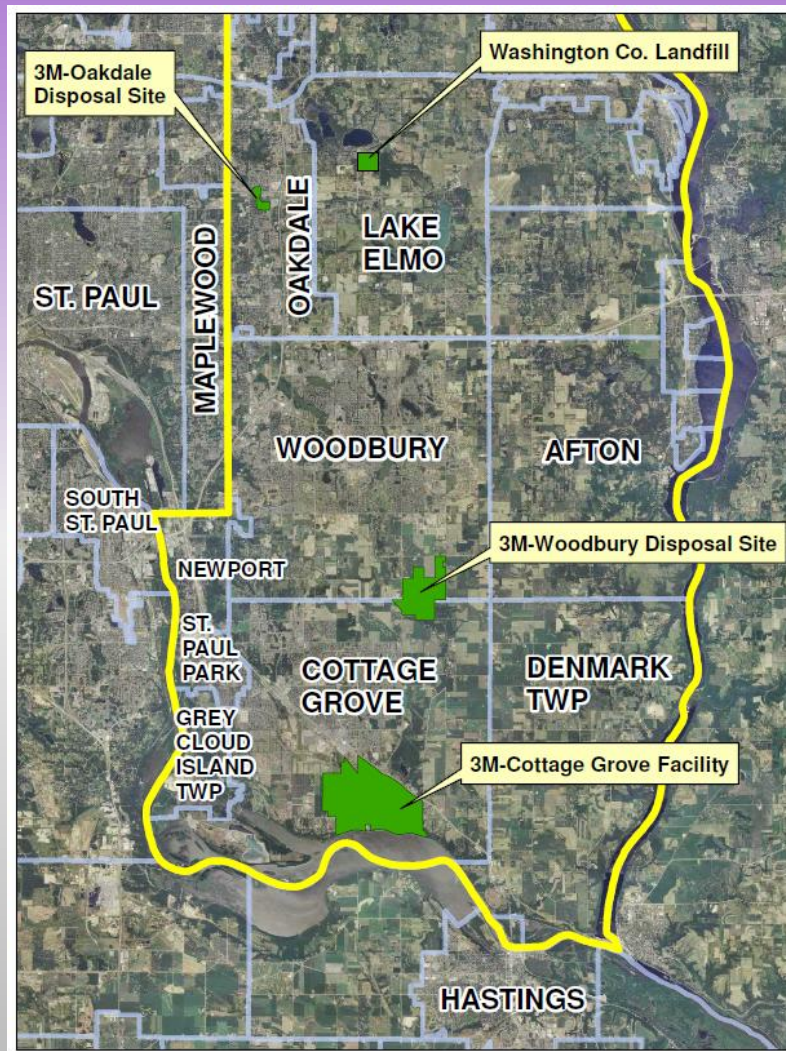 Washington Co. Landfill
3M-Oakdale
Disposal Site
OAKDALE
LAKE
ELMO
MAPLEWOOD
ST. PAUL
WOODBURY
AFTON
SOUTH
ST. PAUL
3M-Woodbury Disposal Site
NEWPORT
ST.
PAUL
PARK
COTTAGE
GROVE
DENMARK
TWP
GREY
CLOUD
ISLAND
TWP
3M-Cottage Grove Facility
HASTINGS